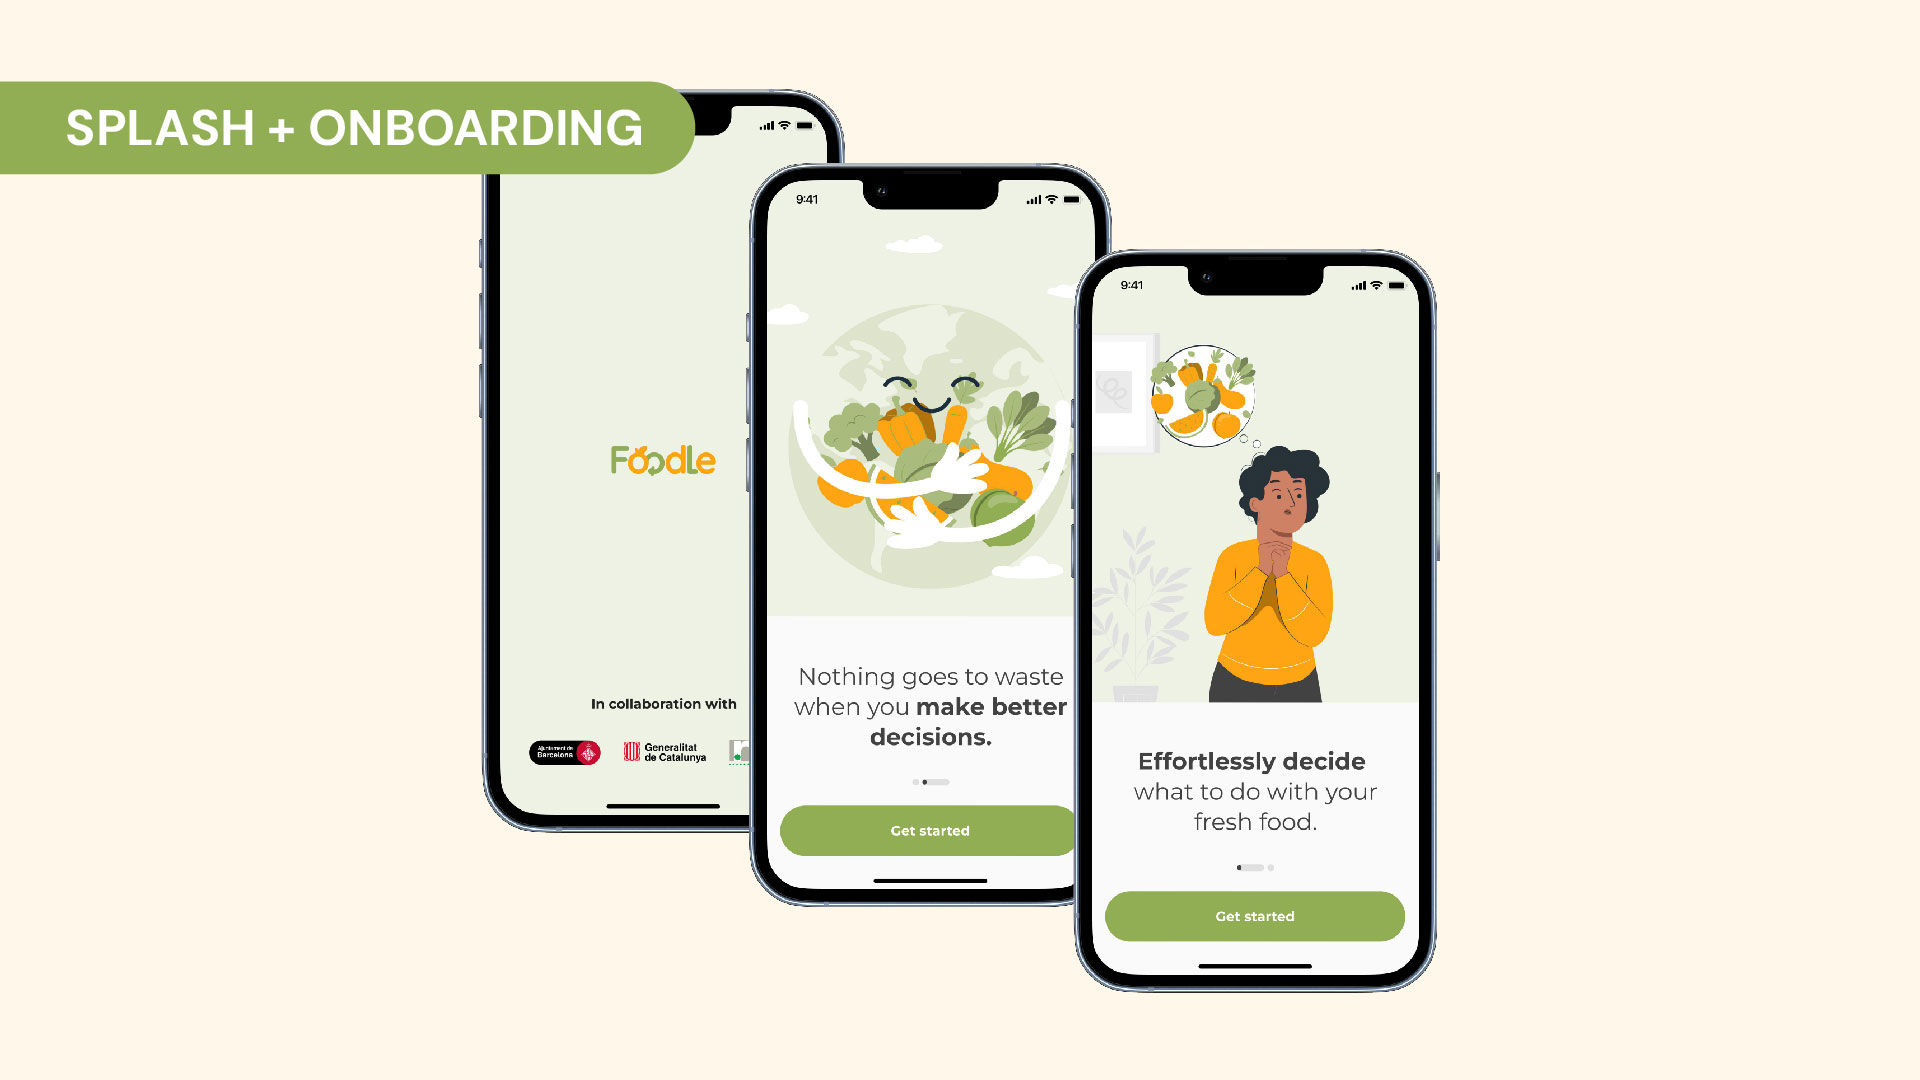 SPLASH + ONBOARDING
Foodle
In collaboration with
Ajuntament de
Barcelona
Generalitat
de Catalunya
9:41
Nothing goes to waste
when you make better
decisions.
Get started
9:41
Effortlessly decide
what to do with your
fresh food.
Get started